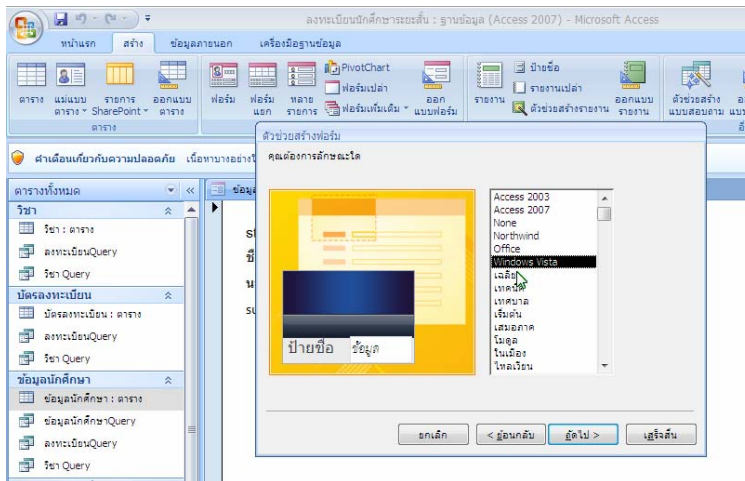 ลงทะเบียนนักศึกษาระยะสั้น : ฐานข้อมูล (Access 2007) - Microsoft Access
หน้าแรก สร้าง ข้อมูลภายนอก เครื่องมือฐานข้อมูล
ตาราง
แม่แบบตาราง
รายการ SharePoint
ออกแบบตาราง
ตาราง
ฟอร์ม
ฟอร์มแยก
หลายรายการ
PivotChart
ฟอร์มเปล่า
ฟอร์มเพิ่มเติม
ออกแบบฟอร์ม
รายงาน
ป้ายชื่อ
รายงานเปล่า
ตัวช่วยสร้างรายงาน
ออกแบบรายงาน
ตัวช่วยสร้างแบบสอบถาม
คำเตือนเกี่ยวกับความปลอดภัย
ตารางทั้งหมด
วิชา
วิชา : ตาราง
ลงทะเบียนQuery
วิชา Query
บัตรลงทะเบียน
บัตรลงทะเบียน : ตาราง
ลงทะเบียนQuery
วิชา Query
ข้อมูลนักศึกษา
ข้อมูลนักศึกษา : ตาราง
ข้อมูลนักศึกษาQuery
ลงทะเบียนQuery
วิชา Query
ตัวช่วยสร้างฟอร์ม
คุณต้องการลักษณะใด
ป้ายชื่อ ข้อมูล
Access 2003
Access 2007
None
Northwind
Office
Windows Vista
เฉลียง
เทคนิค
เทศบาล
เริ่มต้น
เสมอภาค
โมดูล
ในเมือง
ไหลเวียน
ยกเลิก < ย้อนกลับ ถัดไป > เสร็จสิ้น